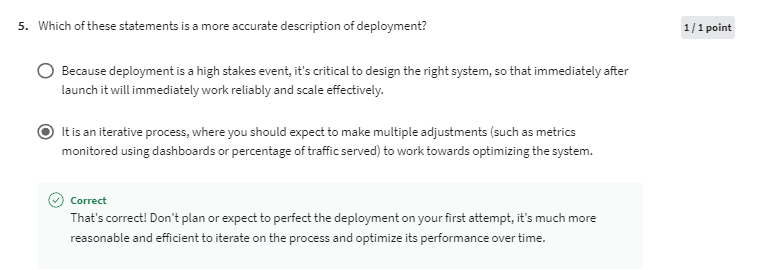 5. Which of these statements is a more accurate description of deployment?
1 / 1 point
Because deployment is a high stakes event, it's critical to design the right system, so that immediately after
launch it will immediately work reliably and scale effectively.
It is an iterative process, where you should expect to make multiple adjustments (such as metrics
monitored using dashboards or percentage of traffic served) to work towards optimizing the system.
Correct
That's correct! Don't plan or expect to perfect the deployment on your first attempt, it's much more
reasonable and efficient to iterate on the process and optimize its performance over time.